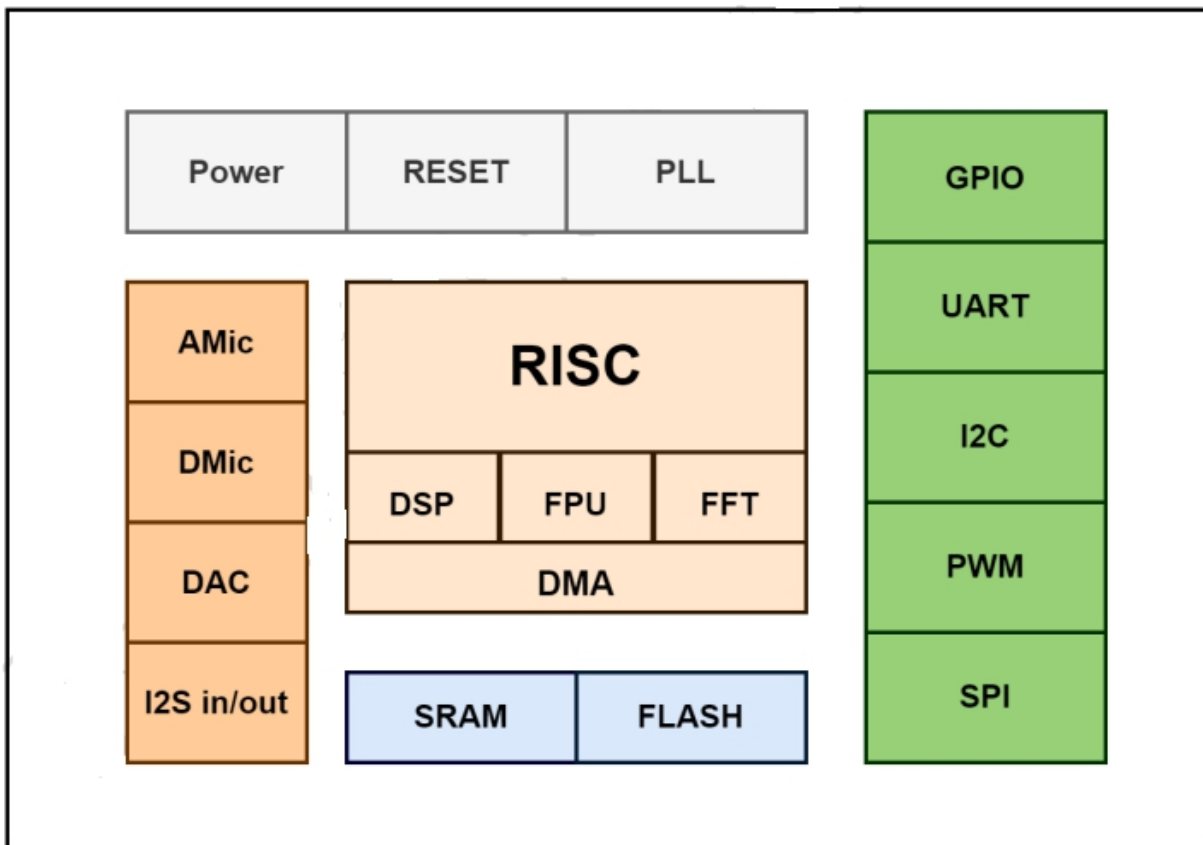 Power
RESET
PLL
GPIO
UART
I2C
PWM
SPI
AMic
DMic
DAC
I2S in/out
RISC
DSP
FPU
FFT
DMA
SRAM
FLASH